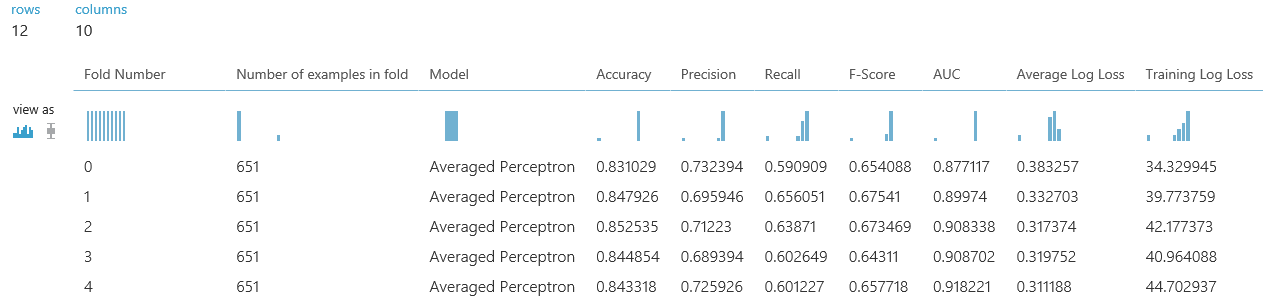 rows columns
12 10
Fold Number Number of examples in fold Model Accuracy Precision Recall F-Score AUC Average Log Loss Training Log Loss
view as
0 651 Averaged Perceptron 0.831029 0.732394 0.590909 0.654088 0.877117 0.383257 34.329945
1 651 Averaged Perceptron 0.847926 0.695946 0.656051 0.67541 0.89974 0.332703 39.773759
2 651 Averaged Perceptron 0.852535 0.71223 0.63871 0.673469 0.908338 0.317374 42.177373
3 651 Averaged Perceptron 0.844854 0.689394 0.602649 0.64311 0.908702 0.319752 40.964088
4 651 Averaged Perceptron 0.843318 0.725926 0.601227 0.657718 0.918221 0.311188 44.702937